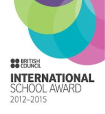 BRITISH
COUNCIL
INTERNATIONAL
SCHOOL AWARD
2012-2015